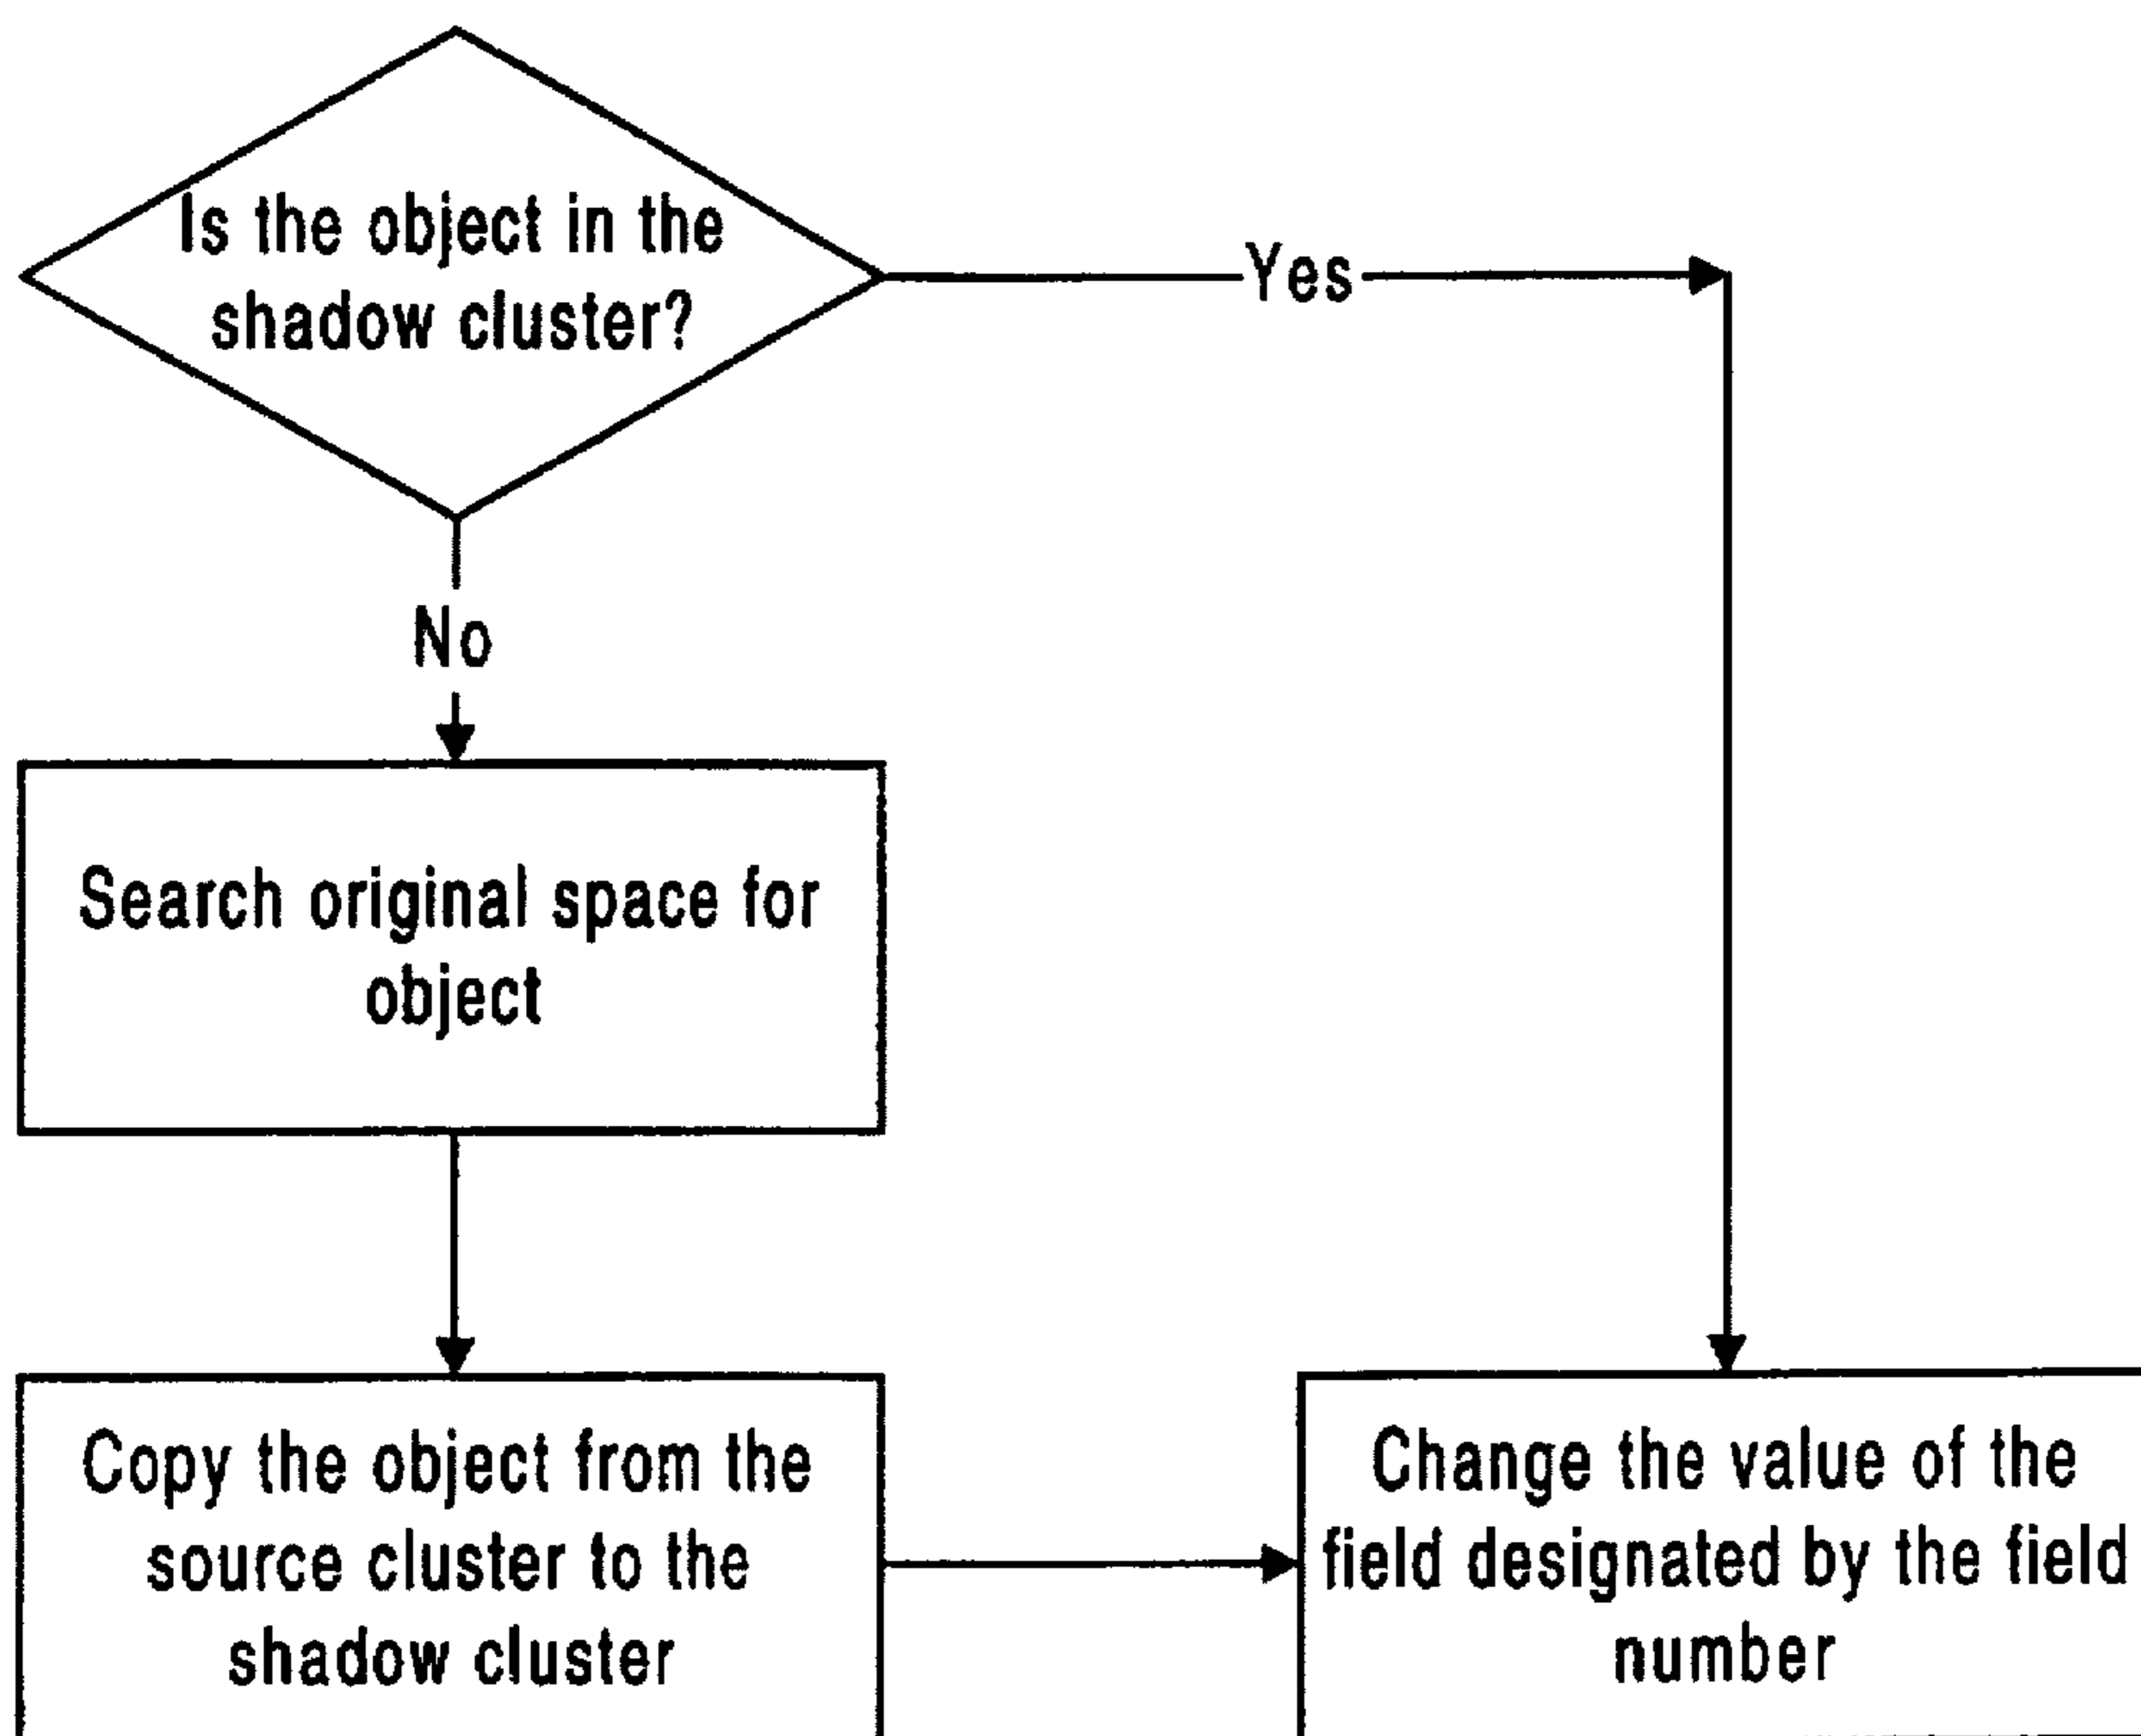 Is the object in the
shadow cluster?
Yes
No
Search original space for
object
Copy the object from the
source cluster to the
shadow cluster
Change the value of the
field designated by the field
number